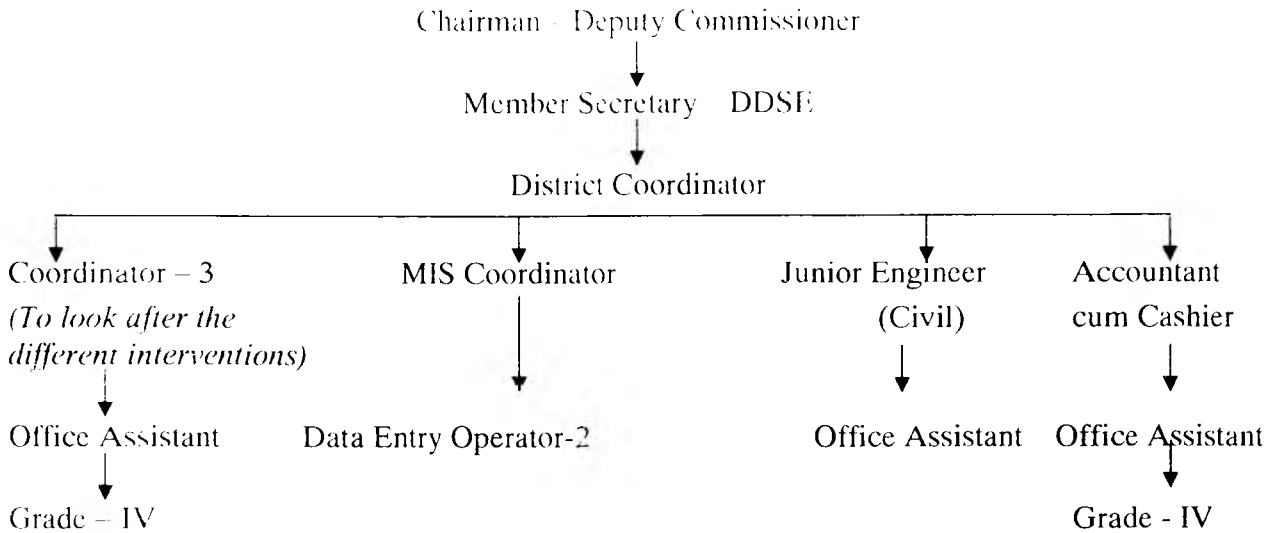 Chairman - Deputy Commissioner
Member Secretary DDSE
District Coordinator
Coordinator – 3
(To look after the
different interventions)
MIS Coordinator
Junior Engineer
(Civil)
Accountant
cum Cashier
Office Assistant
Data Entry Operator-2
Office Assistant
Office Assistant
Grade – IV
Grade - IV